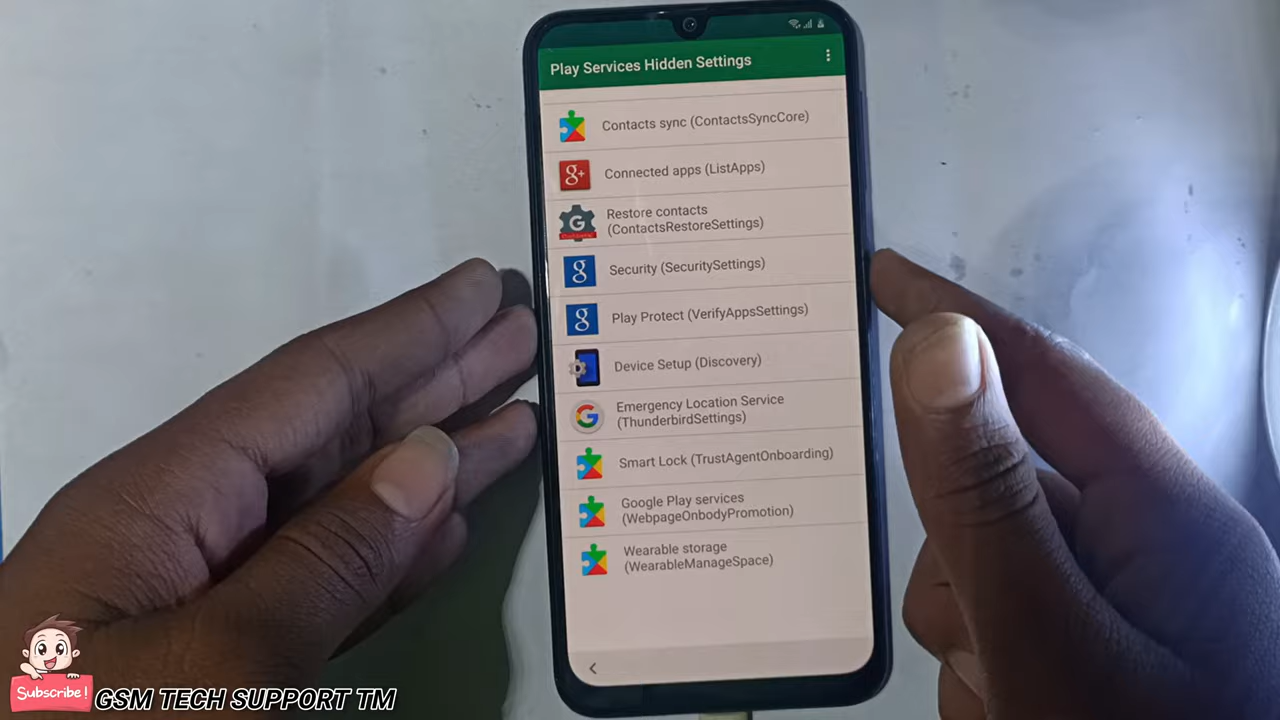 Play Services Hidden Settings
Contacts sync (ContactsSyncCore)
g+
Connected apps (ListApps)
G
Restore contacts
(ContactsRestoreSettings)
g
Security (SecuritySettings)
g
Play Protect (VerifyAppsSettings)
Device Setup (Discovery)
G
Emergency Location Service
(ThunderbirdSettings)
Smart Lock (TrustAgentOnboarding)
Google Play services
(WebpageOnbodyPromotion)
Wearable storage
(WearableManageSpace)
Subscribe!
GSM TECH SUPPORT TM